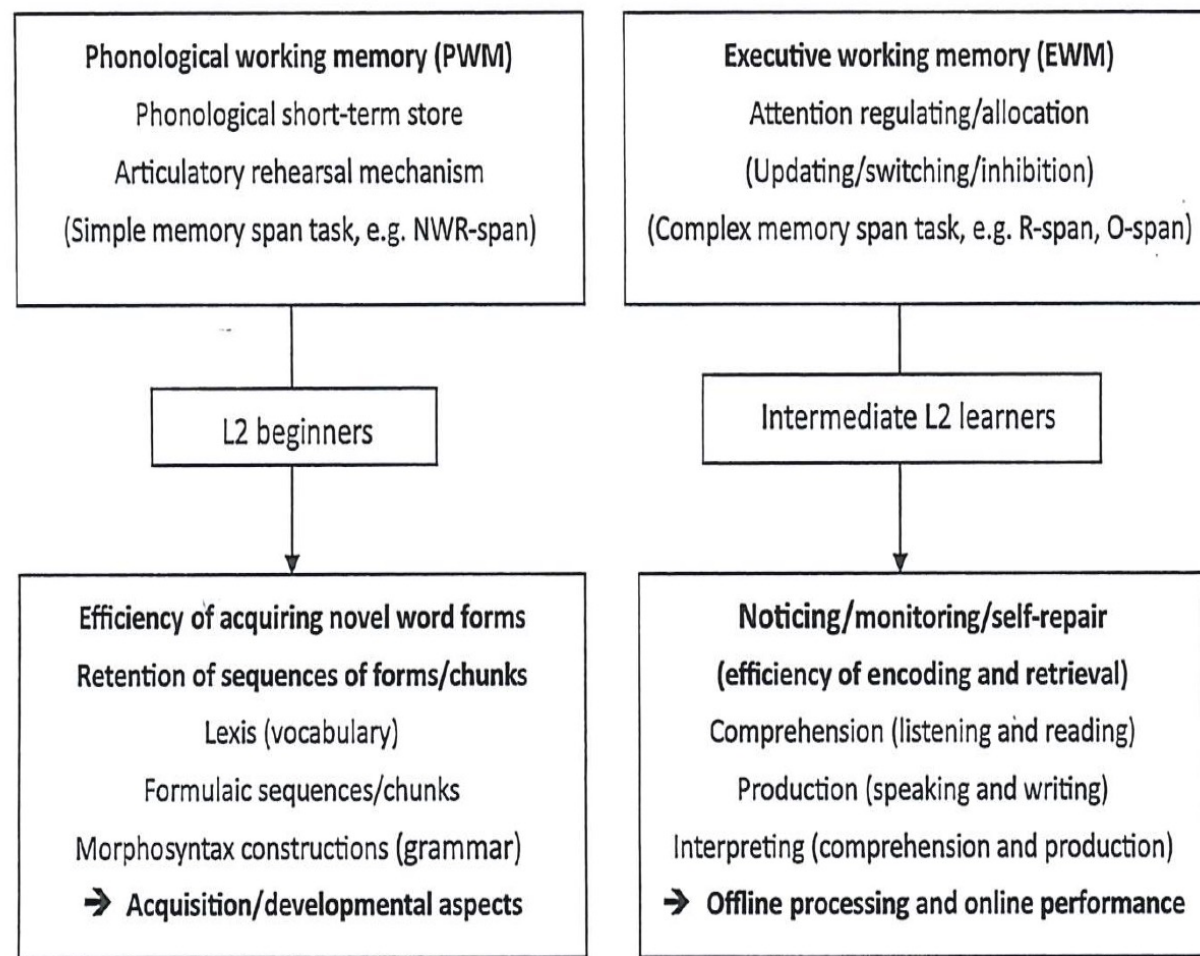 Phonological working memory (PWM)
Phonological short-term store
Articulatory rehearsal mechanism
(Simple memory span task, e.g. NWR-span)
Executive working memory (EWM)
Attention regulating/allocation
(Updating/switching/inhibition)
(Complex memory span task, e.g. R-span, O-span)
L2 beginners
Intermediate L2 learners
Efficiency of acquiring novel word forms
Retention of sequences of forms/chunks
Lexis (vocabulary)
Formulaic sequences/chunks
Morphosyntax constructions (grammar)
➔ Acquisition/developmental aspects
Noticing/monitoring/self-repair
(efficiency of encoding and retrieval)
Comprehension (listening and reading)
Production (speaking and writing)
Interpreting (comprehension and production)
➔ Offline processing and online performance